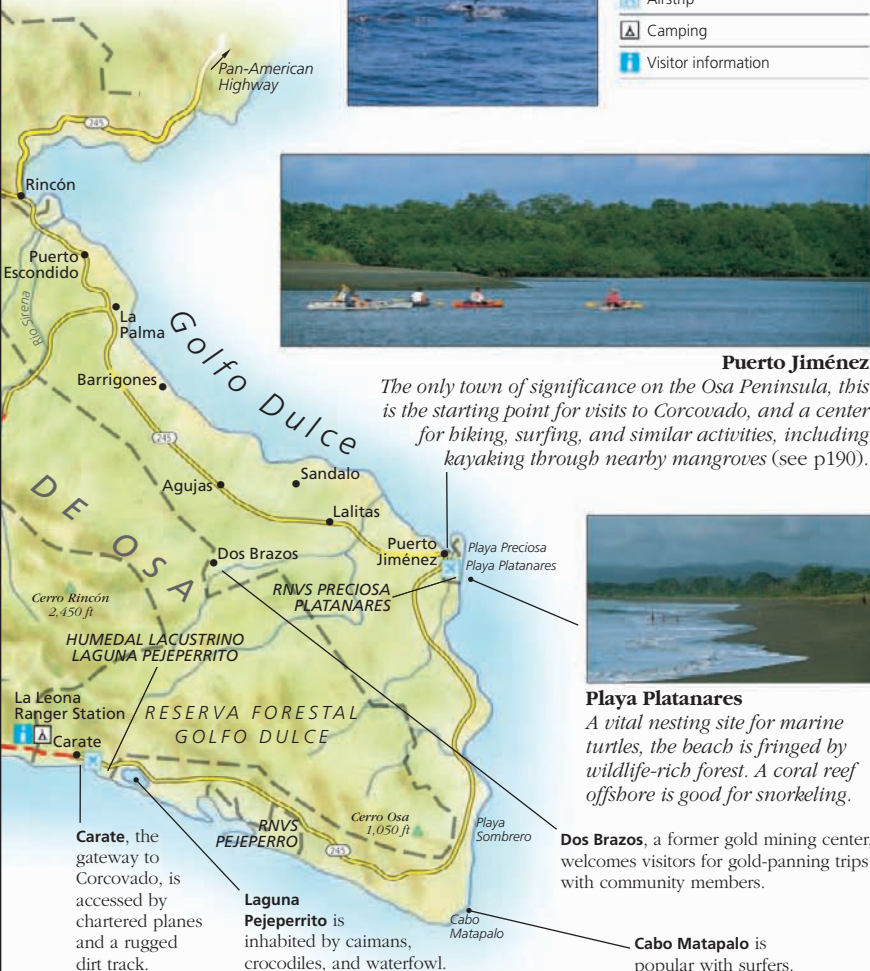 Airstrip
Camping
Visitor information
Pan-American
Highway
245
Rincón
Puerto
Escondido
Río Sirena
La
Palma
Golfo Dulce
Barrigones
245
Puerto Jiménez
The only town of significance on the Osa Peninsula, this
is the starting point for visits to Corcovado, and a center
for hiking, surfing, and similar activities, including
kayaking through nearby mangroves (see p190).
Agujas
Sandalo
Lalitas
DE OSA
Dos Brazos
Puerto
Jiménez
Playa Preciosa
Playa Platanares
RNVS PRECIOSA
PLATANARES
Cerro Rincón
2,450 ft
HUMEDAL LACUSTRINO
LAGUNA PEJEPERRITO
La Leona
Ranger Station
Carate
RESERVA FORESTAL
GOLFO DULCE
Playa Platanares
A vital nesting site for marine
turtles, the beach is fringed by
wildlife-rich forest. A coral reef
offshore is good for snorkeling.
RNVS
PEJEPERRO
Cerro Osa
1,050 ft
245
Playa
Sombrero
Dos Brazos, a former gold mining center,
welcomes visitors for gold-panning trips
with community members.
Carate, the
gateway to
Corcovado, is
accessed by
chartered planes
and a rugged
dirt track.
Laguna
Pejeperrito is
inhabited by caimans,
crocodiles, and waterfowl.
Cabo
Matapalo
Cabo Matapalo is
popular with surfers.